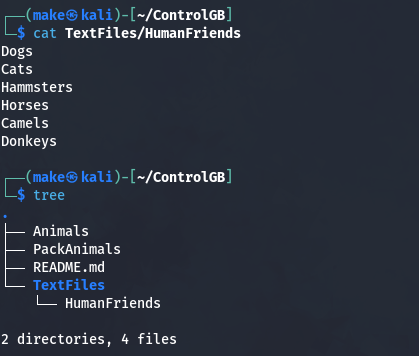 ┌──(make㉿kali)-[~/ControlGB]
└─$ cat TextFiles/HumanFriends
Dogs
Cats
Hammsters
Horses
Camels
Donkeys
┌──(make㉿kali)-[~/ControlGB]
└─$ tree
.
├── Animals
├── PackAnimals
├── README.md
└── TextFiles
    └── HumanFriends
2 directories, 4 files